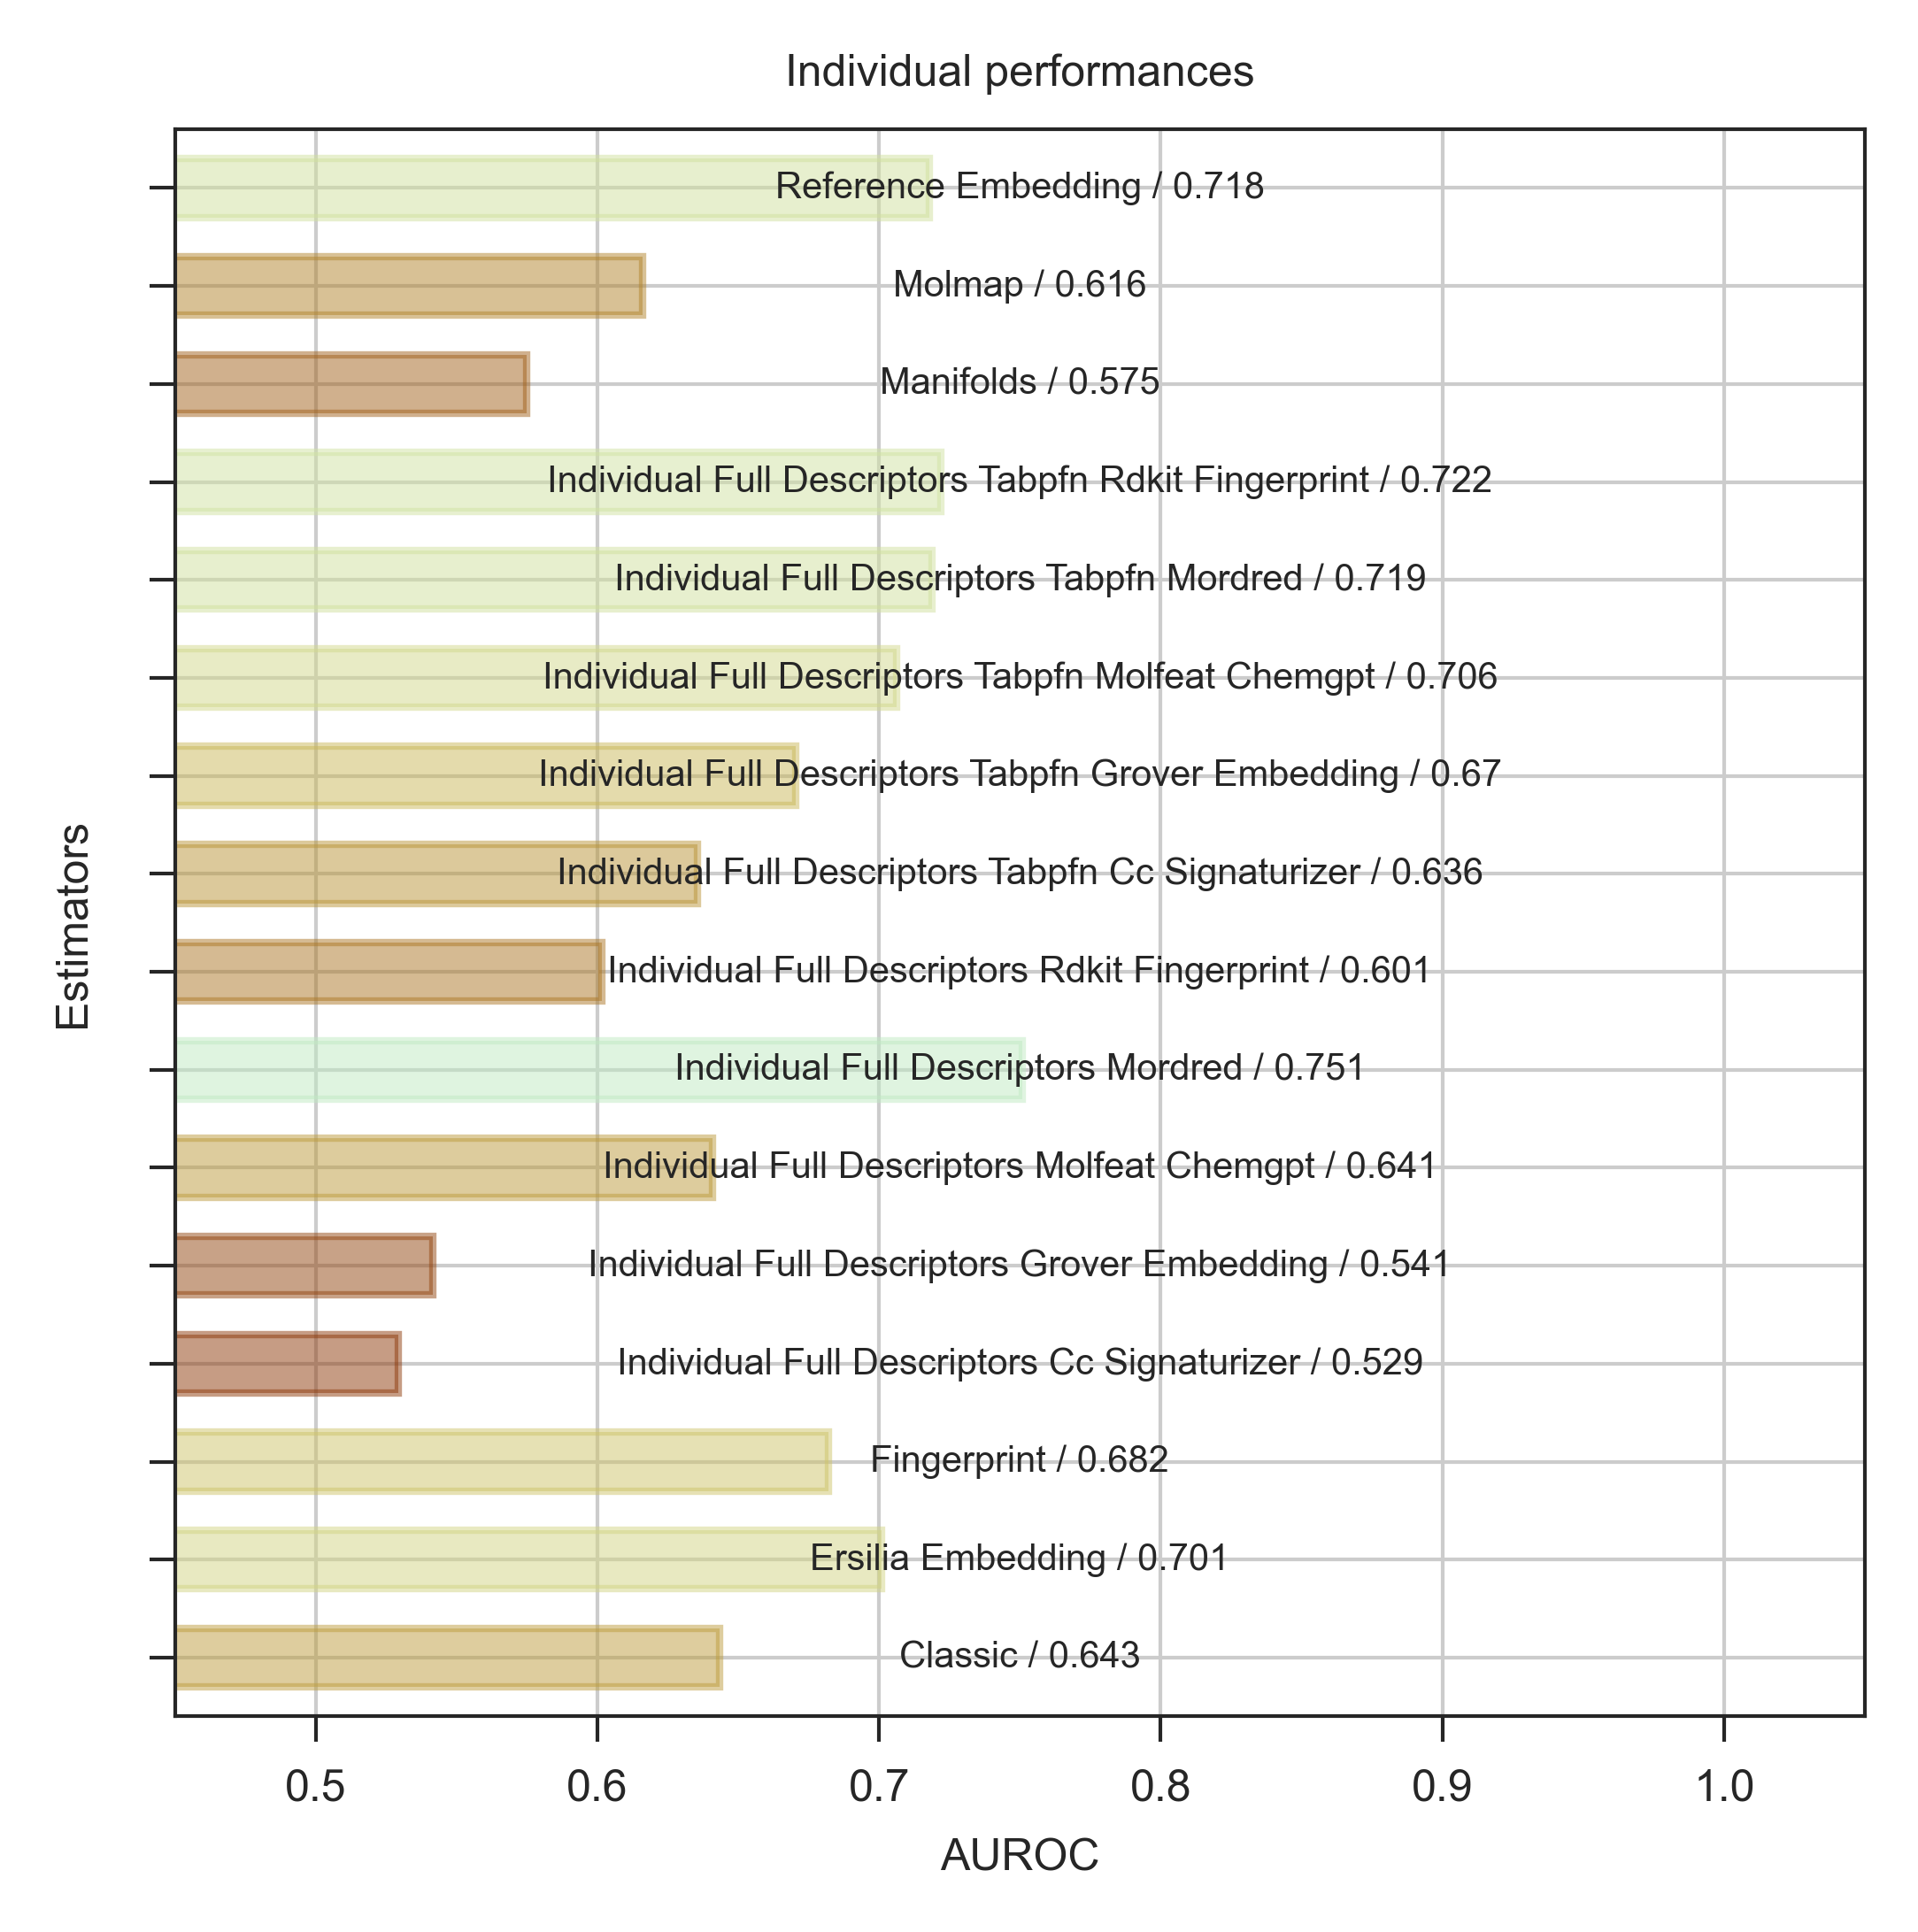 Individual performances
Reference Embedding / 0.718
Molmap / 0.616
Manifolds / 0.575
Individual Full Descriptors Tabpfn Rdkit Fingerprint / 0.722
Individual Full Descriptors Tabpfn Mordred / 0.719
Individual Full Descriptors Tabpfn Molfeat Chemgpt / 0.706
Individual Full Descriptors Tabpfn Grover Embedding / 0.67
Individual Full Descriptors Tabpfn Cc Signaturizer / 0.636
Individual Full Descriptors Rdkit Fingerprint / 0.601
Individual Full Descriptors Mordred / 0.751
Individual Full Descriptors Molfeat Chemgpt / 0.641
Individual Full Descriptors Grover Embedding / 0.541
Individual Full Descriptors Cc Signaturizer / 0.529
Fingerprint / 0.682
Ersilia Embedding / 0.701
Classic / 0.643
Estimators
0.5 0.6 0.7 0.8 0.9 1.0
AUROC